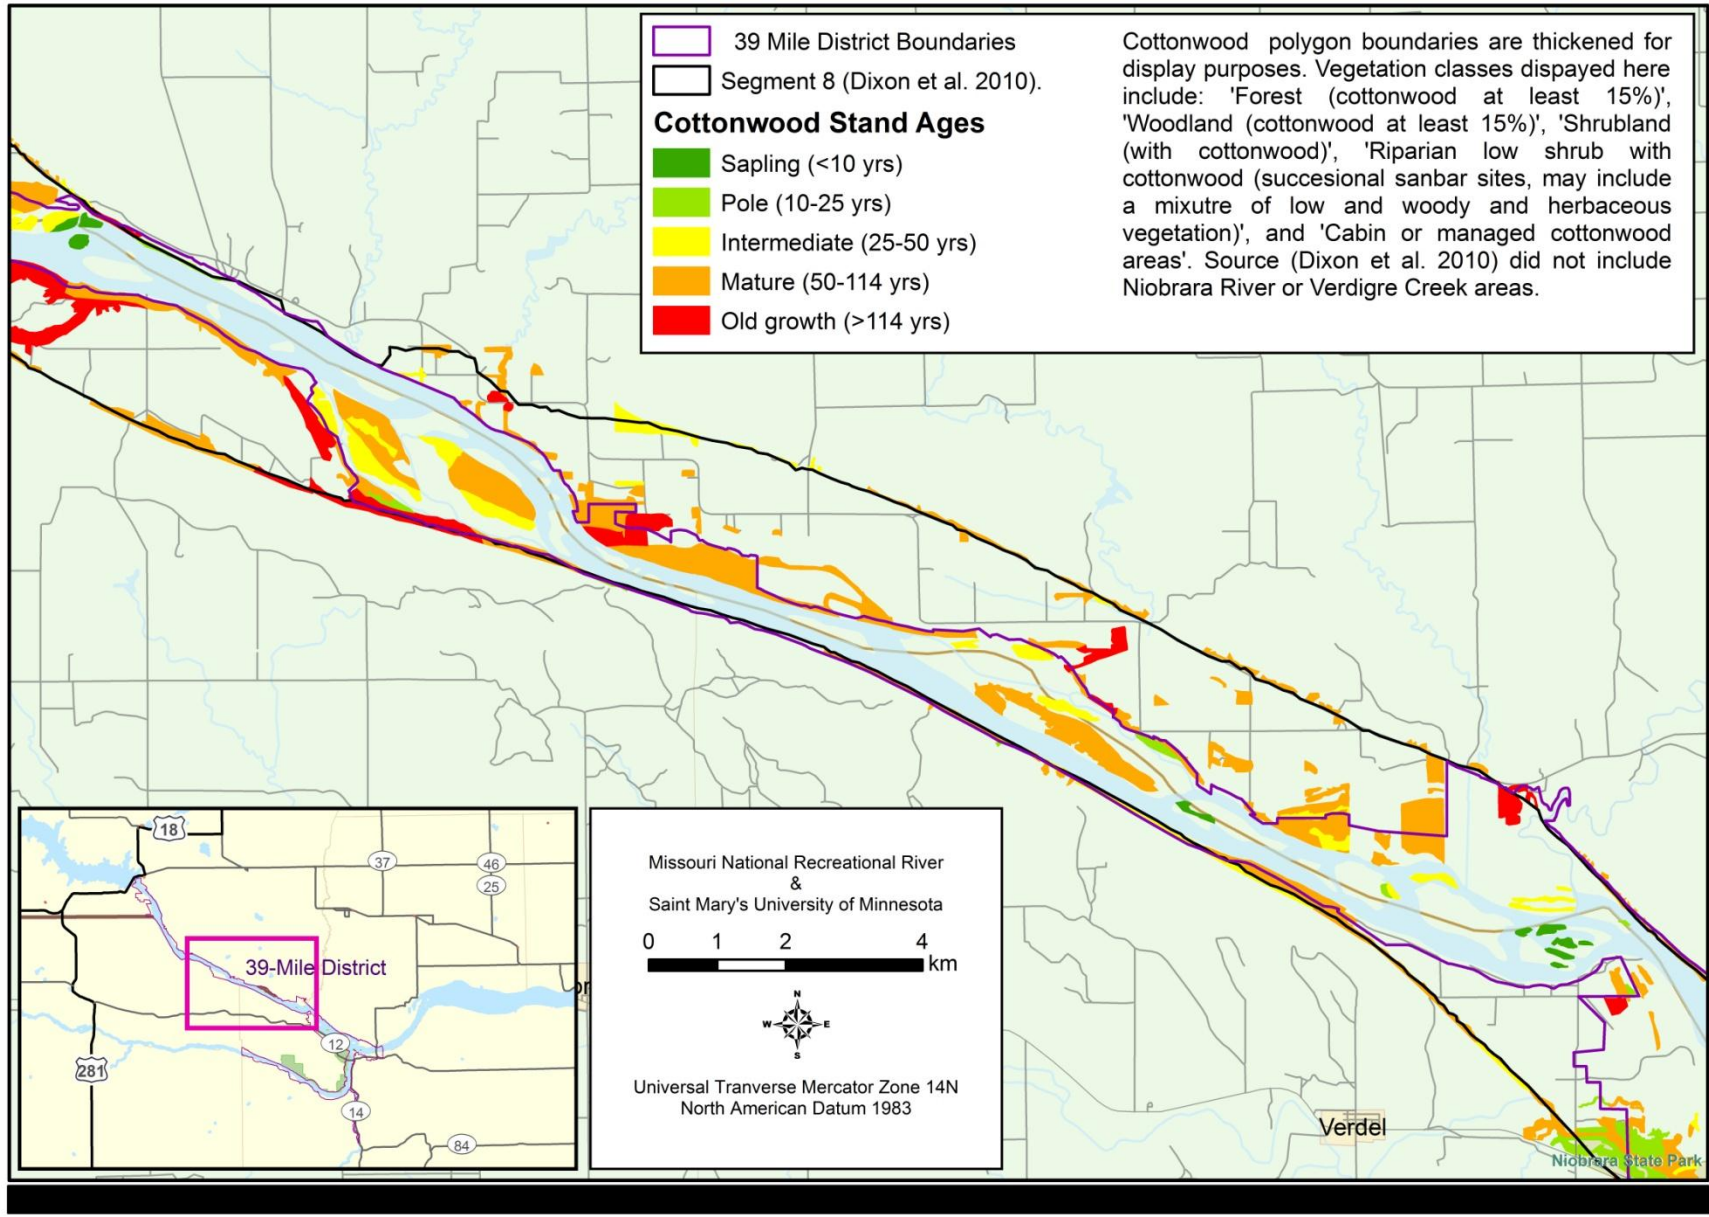 39 Mile District Boundaries
Segment 8 (Dixon et al. 2010).
Cottonwood Stand Ages
Sapling (<10 yrs)
Pole (10-25 yrs)
Intermediate (25-50 yrs)
Mature (50-114 yrs)
Old growth (>114 yrs)
Cottonwood polygon boundaries are thickened for
display purposes. Vegetation classes dispayed here
include: 'Forest (cottonwood at least 15%)',
'Woodland (cottonwood at least 15%)', 'Shrubland
(with cottonwood)', 'Riparian low shrub with
cottonwood (succesional sanbar sites, may include
a mixutre of low and woody and herbaceous
vegetation)', and 'Cabin or managed cottonwood
areas'. Source (Dixon et al. 2010) did not include
Niobrara River or Verdigre Creek areas.
18
37
46
25
39-Mile District
12
281
14
84
Missouri National Recreational River
&
Saint Mary's University of Minnesota
0 1 2 4
km
N
W E
S
Universal Tranverse Mercator Zone 14N
North American Datum 1983
Verdel
Niobrara State Park